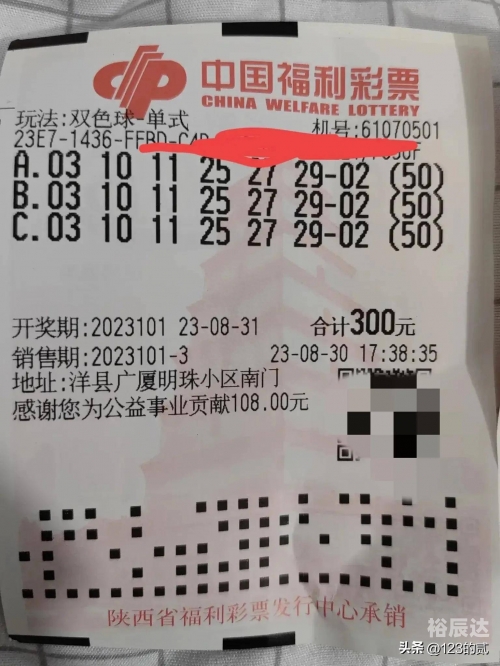 中国福利彩票
CHINA WELFARE LOTTERY
玩法:双色球-单式
机号:61070501
23E7-1436-FFBD-C4D
A.03 10 11 25 27 29-02 (50)
B.03 10 11 25 27 29-02 (50)
C.03 10 11 25 27 29-02 (50)
开奖期:2023101 23-08-31 合计300元
销售期:2023101-3 23-08-30 17:38:35
地址:洋县广厦明珠小区南门
感谢您为公益事业贡献108.00元
陕西省福利彩票发行中心承销
裕辰达
头条 @123的贰